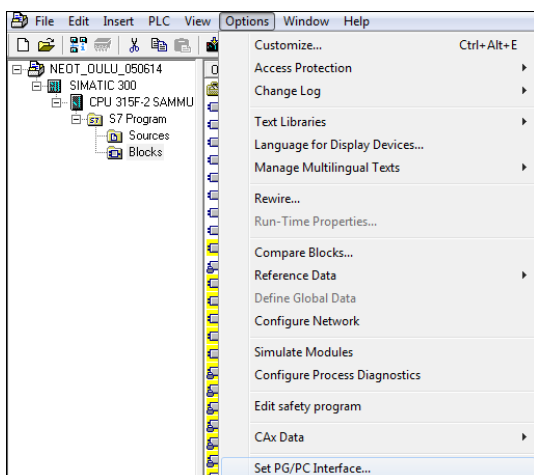 File Edit Insert PLC View Options Window Help
NEOT_OULU_050614
SIMATIC 300
CPU 315F-2 SAMMU
S7 Program
Sources
Blocks
Customize... Ctrl+Alt+E
Access Protection
Change Log
Text Libraries
Language for Display Devices...
Manage Multilingual Texts
Rewire...
Run-Time Properties...
Compare Blocks...
Reference Data
Define Global Data
Configure Network
Simulate Modules
Configure Process Diagnostics
Edit safety program
CAx Data
Set PG/PC Interface...